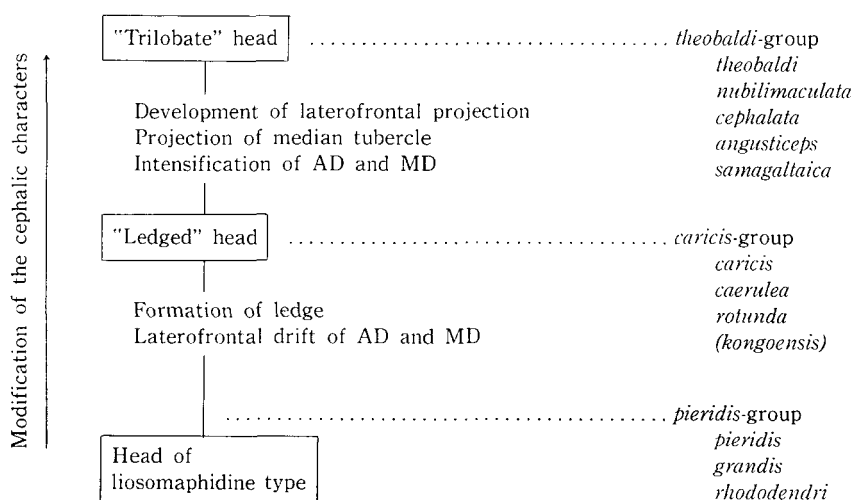 "Trilobate" head ........................................ theobaldi-group
theobaldi
nubilimaculata
cephalata
angusticeps
samagaltaica
Development of laterofrontal projection
Projection of median tubercle
Intensification of AD and MD
"Ledged" head ........................................ caricis-group
caricis
caerulea
rotunda
(kongoensis)
Formation of ledge
Laterofrontal drift of AD and MD
........................................ pieridis-group
pieridis
grandis
rhododendri
Head of
liosomaphidine type
Modification of the cephalic characters